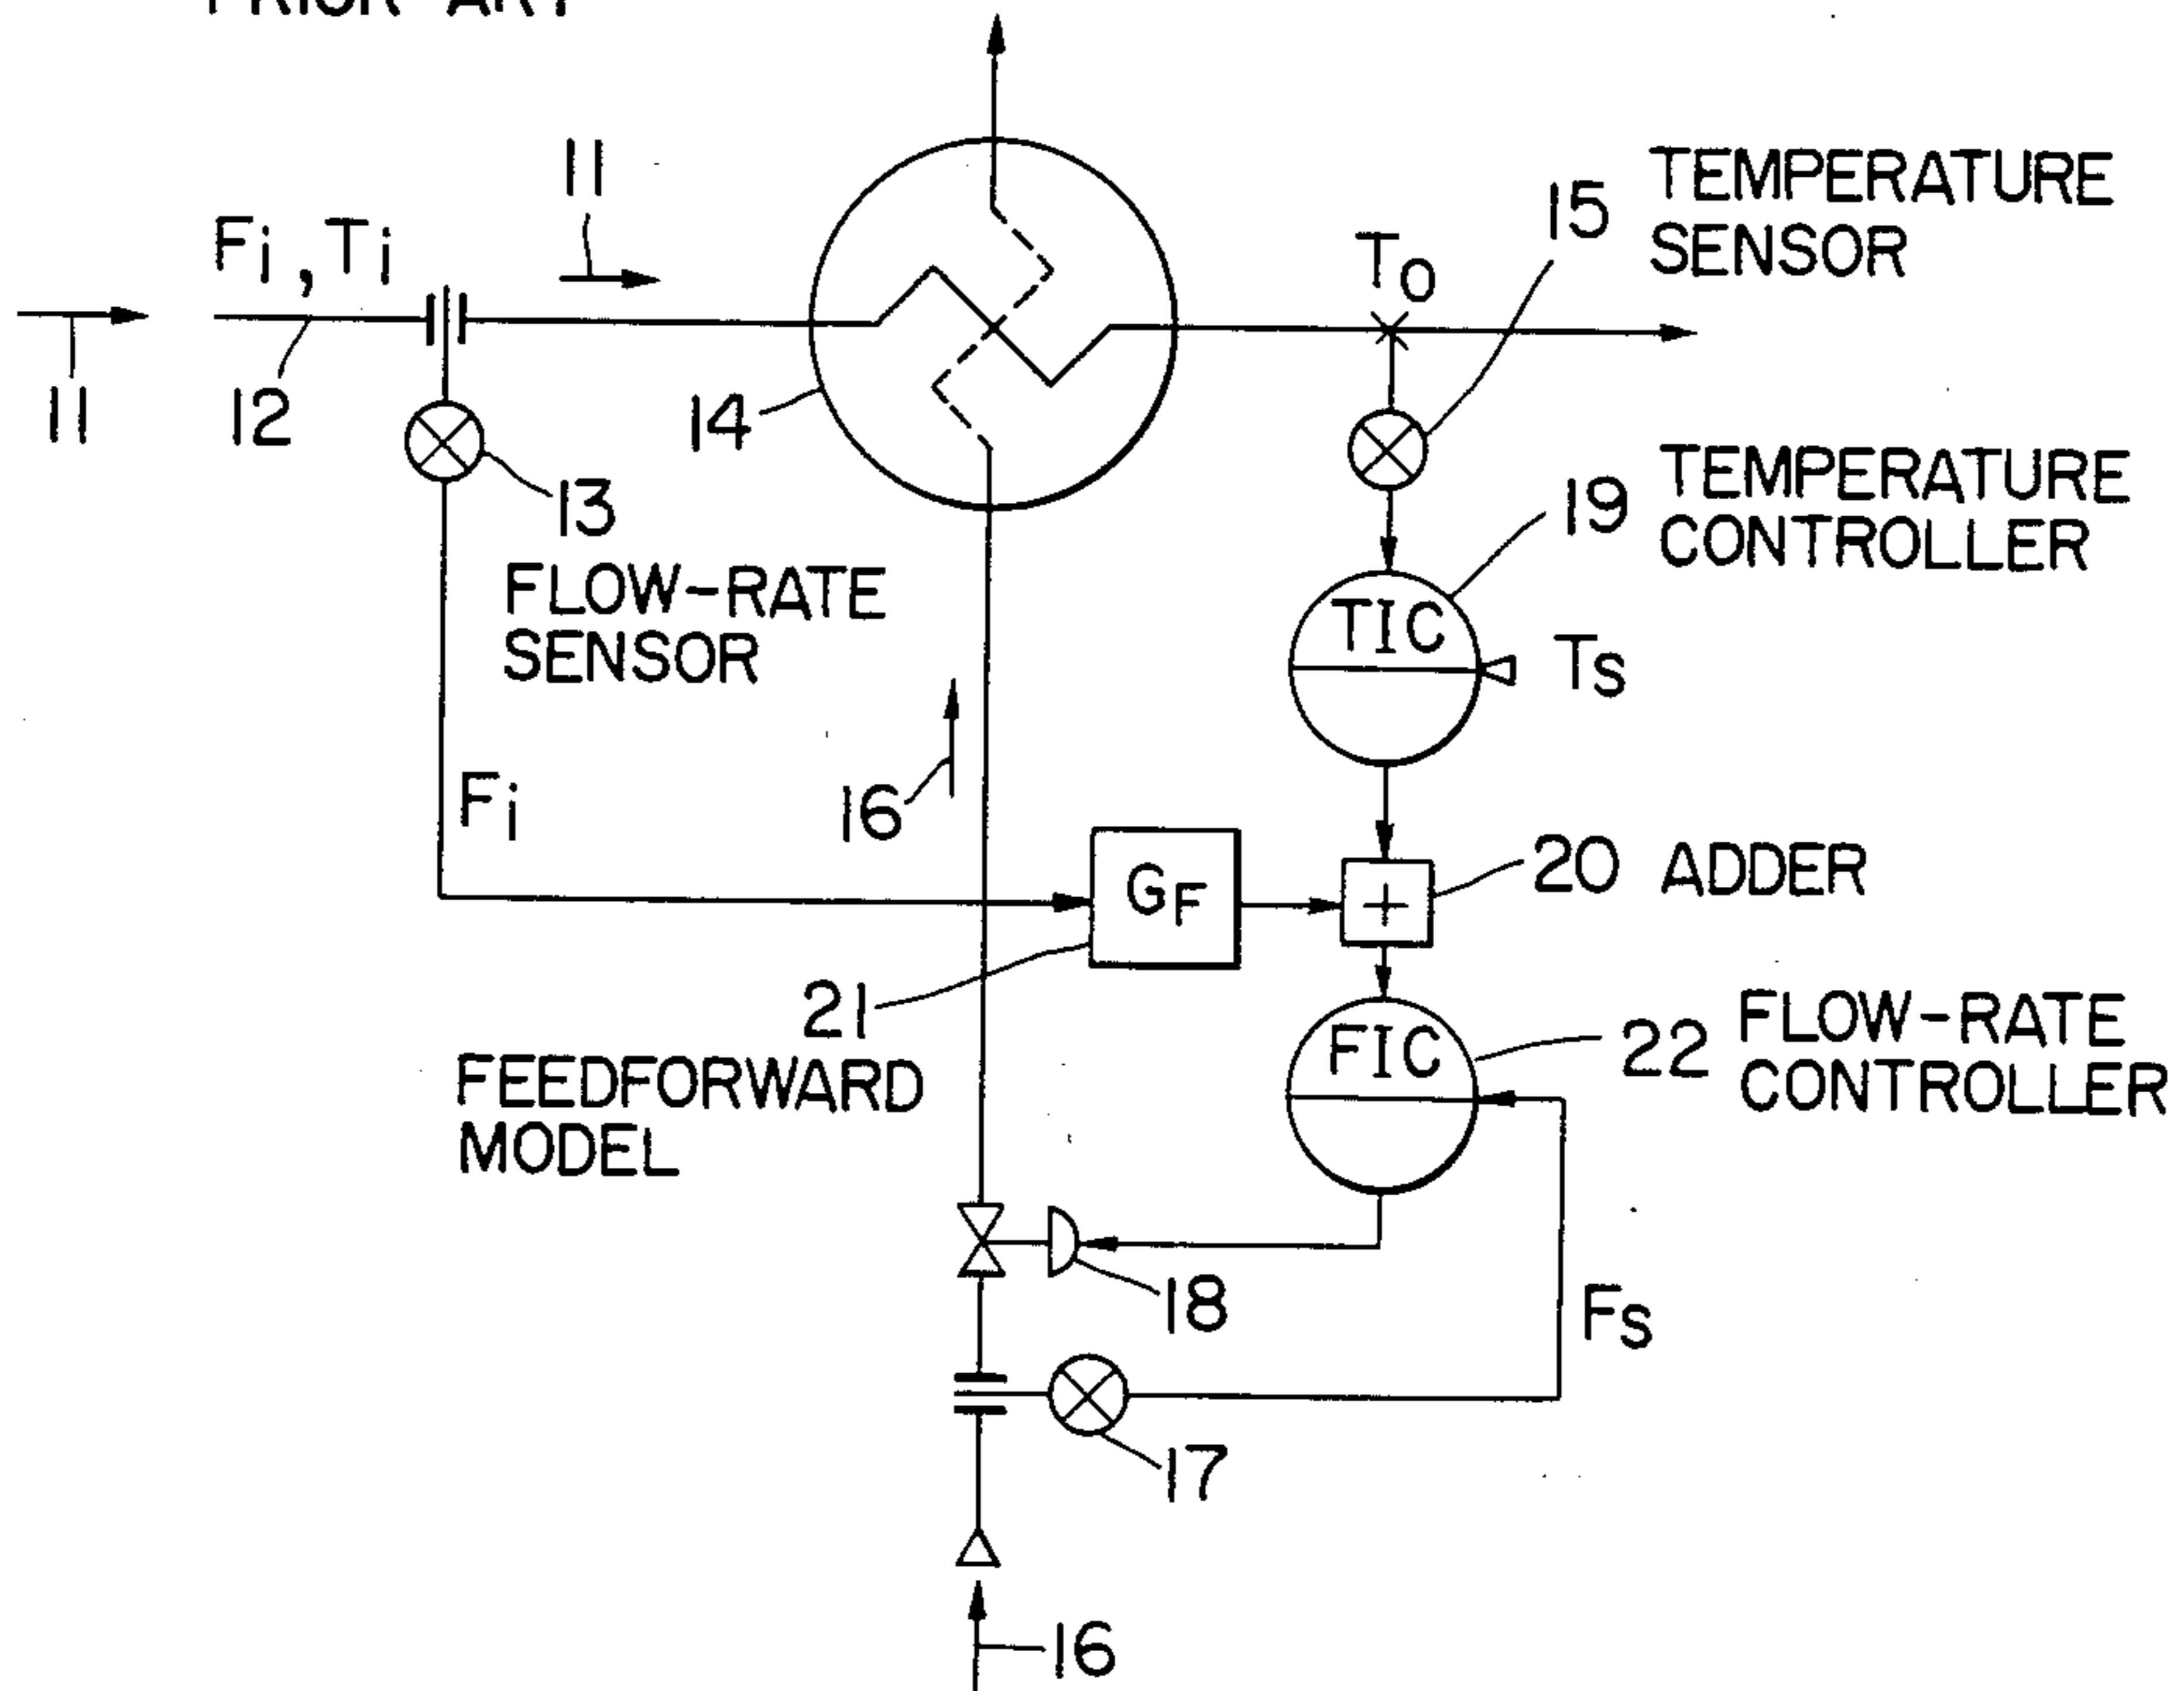 PRIOR ART
11
Fi, Ti
TEMPERATURE
SENSOR
15
To
11
12
14
13
FLOW-RATE
SENSOR
19
TEMPERATURE
CONTROLLER
TIC
Ts
Fi
16
GF
+
20 ADDER
21
FEEDFORWARD
MODEL
FIC
22 FLOW-RATE
CONTROLLER
18
Fs
17
16